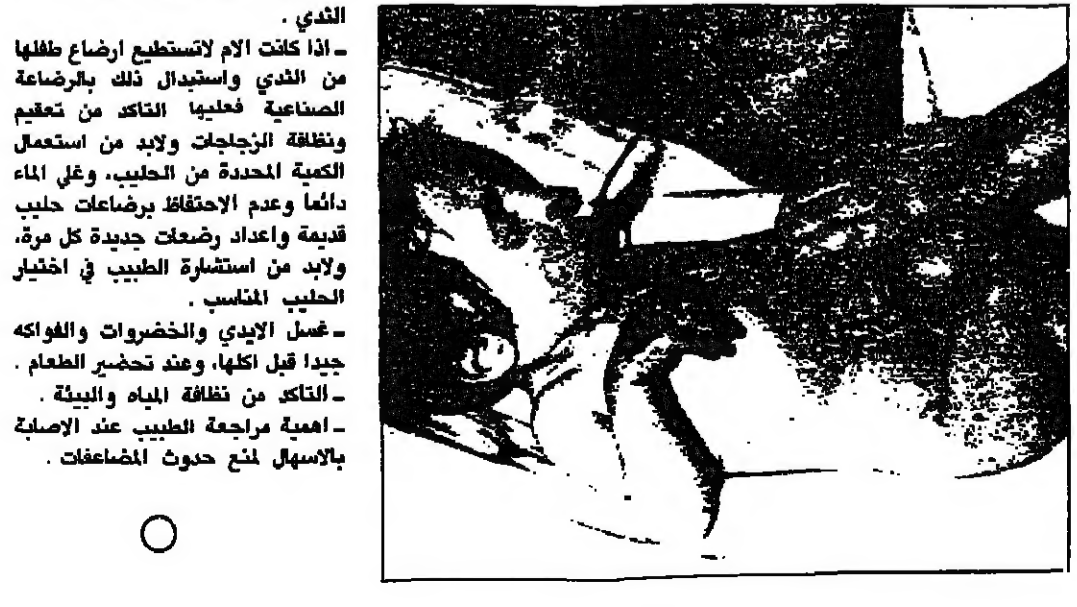 الثدي .
ـ اذا كانت الام لاتستطيع ارضاع طفلها
من الثدي واستبدال ذلك بالرضاعة
الصناعية فعليها التاكد من تعقيم
ونظافة الزجاجات ولابد من استعمال
الكمية المحددة من الحليب، وغلي الماء
دائما وعدم الاحتفاظ برضاعات حليب
قديمة واعداد رضعات جديدة كل مرة،
ولابد من استشارة الطبيب في اختيار
الحليب المناسب .
ـ غسل الايدي والخضروات والفواكه
جيدا قبل اكلها، وعند تحضير الطعام .
ـ التاكد من نظافة المياه والبيئة .
ـ اهمية مراجعة الطبيب عند الإصابة
بالاسهال لمنع حدوث المضاعفات .